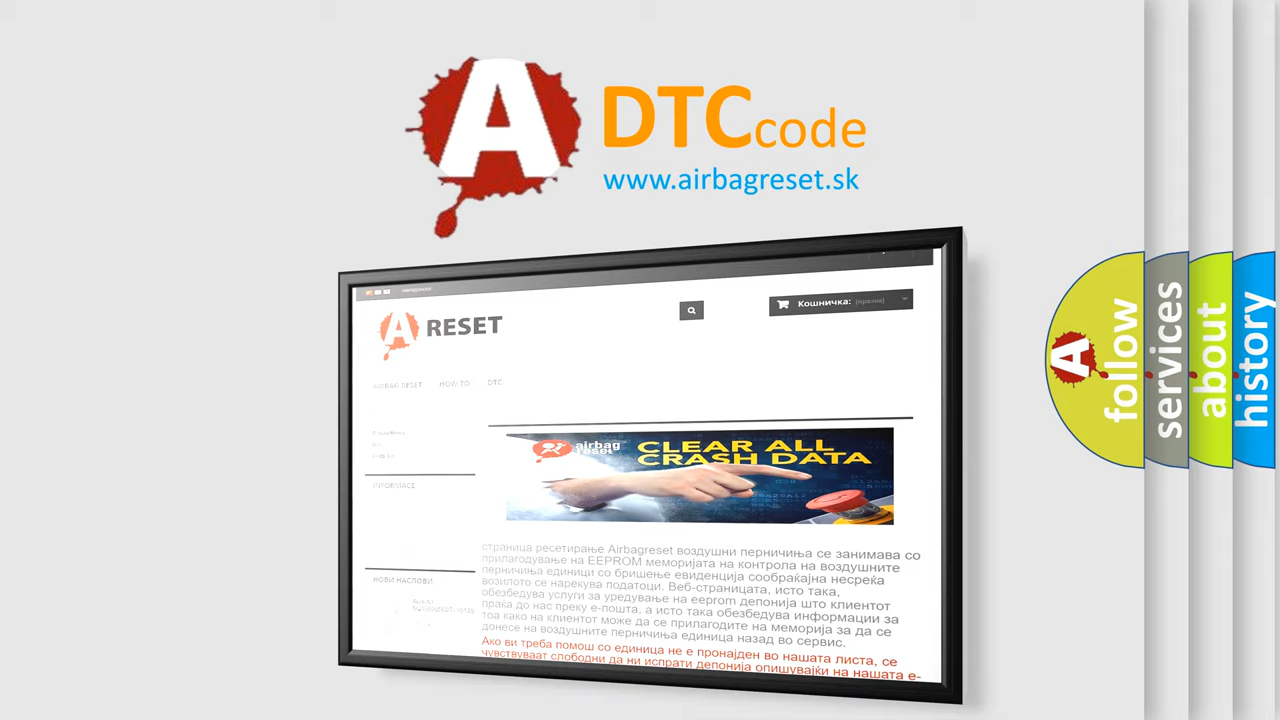 A
DTCcode
www.airbagreset.sk
A RESET
Кошничка: (празна)
AIRBAG RESET HOW TO DTC
INFORMACE
airbag
reset
CLEAR ALL
CRASH DATA
страница ресетирање Airbagreset воздушни перничиња се занимава со
прилагодување на EEPROM меморијата на контрола на воздушните
перничиња единици со бришење евиденција сообраќајна несреќа
возилото се нарекува податоци. Веб-страницата, исто така,
обезбедува услуги за уредување на eeprom депонија што клиентот
праќа до нас преку е-пошта, а исто така обезбедува информации за
тоа како на клиентот може да се прилагодите на меморија за да се
донесе на воздушните перничиња единица назад во сервис.
Ако ви треба помош со единица не е пронајден во нашата листа, се
чувствуваат слободни да ни испрати депонија опишувајќи на нашата е-
НОВИ НАСЛОВИ
A
follow
services
about
history